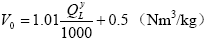 V₀ = 1.01 Q_L^y / 1000 + 0.5 (Nm³/kg)